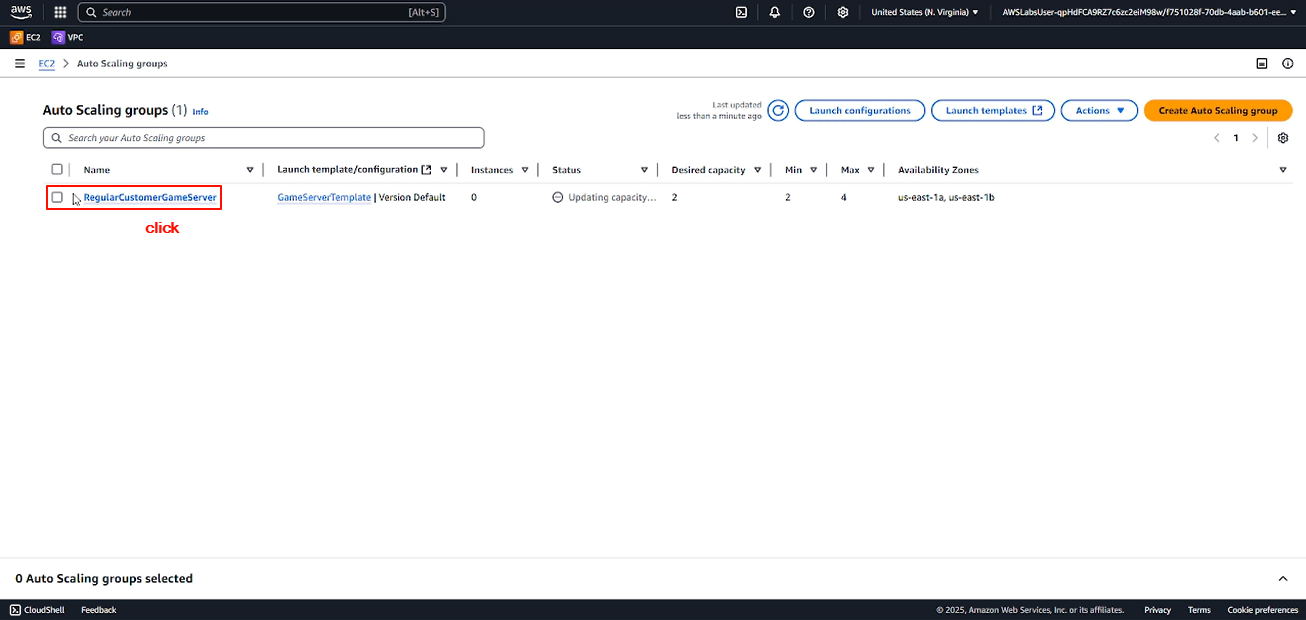 aws Search [Alt+S] United States (N. Virginia) AWSLabsUser-qpHdFCA9RZ7c6zc2eiM98w/f751028f-70db-4aab-b601-ee...
EC2 VPC
EC2 > Auto Scaling groups
Auto Scaling groups (1) Info
Last updated
less than a minute ago
Launch configurations Launch templates Actions Create Auto Scaling group
Search your Auto Scaling groups
1
Name Launch template/configuration Instances Status Desired capacity Min Max Availability Zones
RegularCustomerGameServer GameServerTemplate | Version Default 0 Updating capacity... 2 2 4 us-east-1a, us-east-1b
click
0 Auto Scaling groups selected
CloudShell Feedback © 2025, Amazon Web Services, Inc. or its affiliates. Privacy Terms Cookie preferences